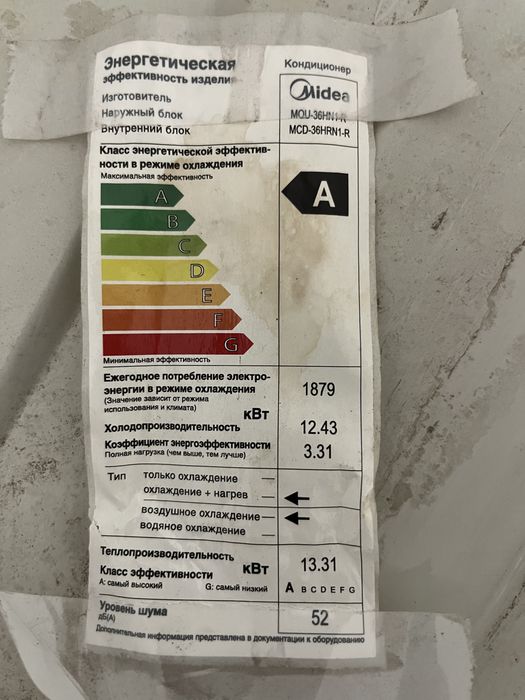 Энергетическая
эффективность изделия
Кондиционер
Изготовитель
Midea
Наружный блок
MOU-36HN1-R
Внутренний блок
MCD-36HRN1-R
Класс энергетической эффектив-
ности в режиме охлаждения
Максимальная эффективность
A
A
B
C
D
E
F
G
Минимальная эффективность
Ежегодное потребление электро-
энергии в режиме охлаждения
1879
(Значение зависит от режима
использования и климата)
кВт
Холодопроизводительность
12.43
Коэффициент энергоэффективности
Полная нагрузка (чем выше, тем лучше)
3.31
Тип
только охлаждение —
охлаждение + нагрев —
воздушное охлаждение —
водяное охлаждение —
Теплопроизводительность
кВт
13.31
Класс эффективности
A: самый высокий G: самый низкий
A B C D E F G
Уровень шума
дБ(A)
52
Дополнительная информация представлена в документации к оборудованию